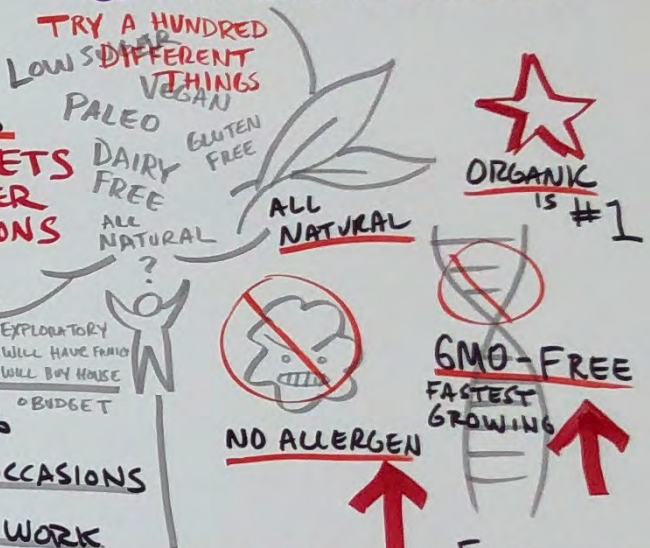 TRY A HUNDRED
DIFFERENT
THINGS
LOW SUGAR
VEGAN
PALEO
GLUTEN
FREE
DAIRY
FREE
ALL
NATURAL
?
ETS
ER
ONS
ALL
NATURAL
ORGANIC
IS #1
EXPLORATORY
WILL HAVE FAMILY
WILL BUY HOUSE
BUDGET
CCASIONS
WORK
NO ALLERGEN
GMO-FREE
FASTEST
GROWING